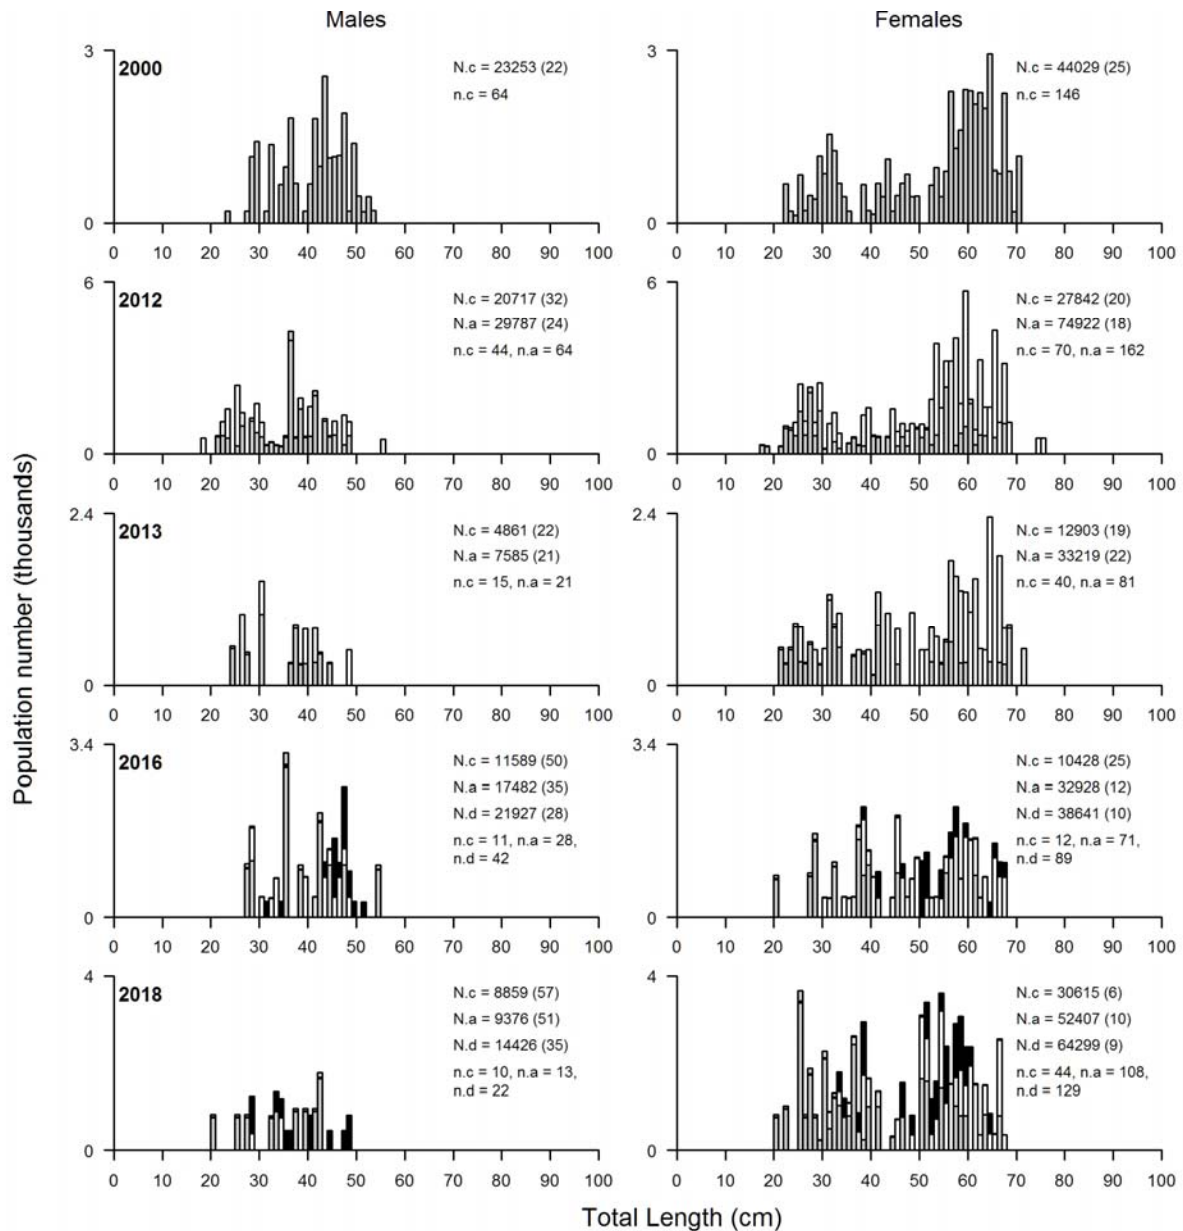 Males
Females
3
2000
N.c = 23253 (22)
n.c = 64
0
0 10 20 30 40 50 60 70 80 90 100
3
N.c = 44029 (25)
n.c = 146
0
0 10 20 30 40 50 60 70 80 90 100
6
2012
N.c = 20717 (32)
N.a = 29787 (24)
n.c = 44, n.a = 64
0
0 10 20 30 40 50 60 70 80 90 100
6
N.c = 27842 (20)
N.a = 74922 (18)
n.c = 70, n.a = 162
0
0 10 20 30 40 50 60 70 80 90 100
2.4
2013
N.c = 4861 (22)
N.a = 7585 (21)
n.c = 15, n.a = 21
0
0 10 20 30 40 50 60 70 80 90 100
2.4
N.c = 12903 (19)
N.a = 33219 (22)
n.c = 40, n.a = 81
0
0 10 20 30 40 50 60 70 80 90 100
3.4
2016
N.c = 11589 (50)
N.a = 17482 (35)
N.d = 21927 (28)
n.c = 11, n.a = 28,
n.d = 42
0
0 10 20 30 40 50 60 70 80 90 100
3.4
N.c = 10428 (25)
N.a = 32928 (12)
N.d = 38641 (10)
n.c = 12, n.a = 71,
n.d = 89
0
0 10 20 30 40 50 60 70 80 90 100
4
2018
N.c = 8859 (57)
N.a = 9376 (51)
N.d = 14426 (35)
n.c = 10, n.a = 13,
n.d = 22
0
0 10 20 30 40 50 60 70 80 90 100
4
N.c = 30615 (6)
N.a = 52407 (10)
N.d = 64299 (9)
n.c = 44, n.a = 108,
n.d = 129
0
0 10 20 30 40 50 60 70 80 90 100
Population number (thousands)
Total Length (cm)